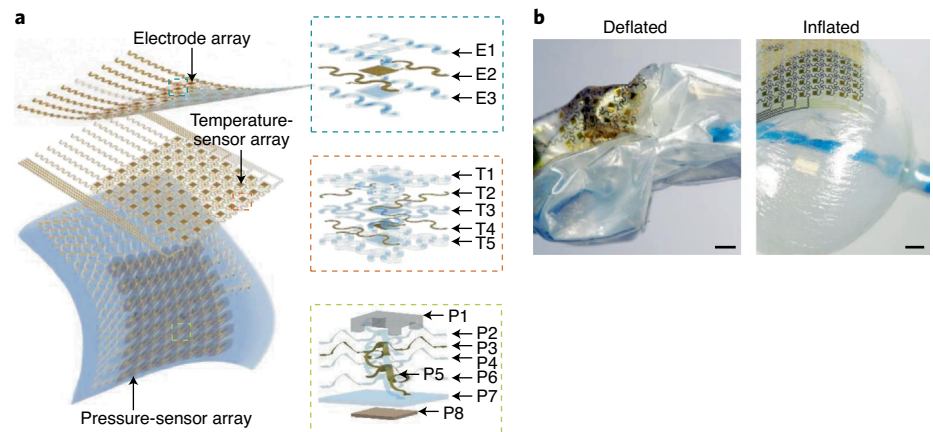 a
Electrode array
Temperature-
sensor array
Pressure-sensor array
E1
E2
E3
T1
T2
T3
T4
T5
P1
P2
P3
P4
P5
P6
P7
P8
b
Deflated
Inflated